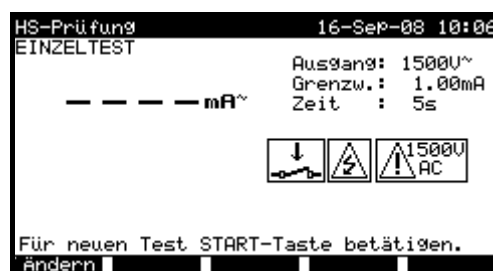 HS-Prüfung 16-Sep-08 10:06
EINZELTEST
Ausgang: 1500V~
Grenzw.: 1.00mA
Zeit : 5s
— — — — mA~
1500V
AC
Für neuen Test START-Taste betätigen.
Ändern